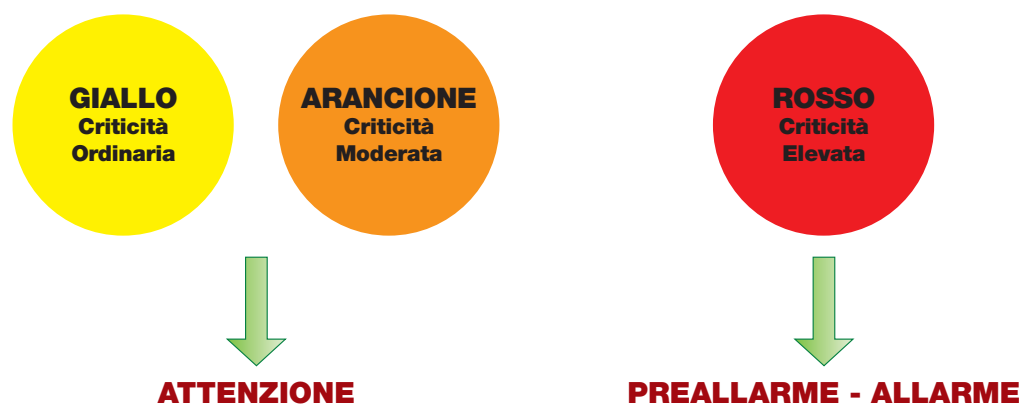 GIALLO
Criticità
Ordinaria
ARANCIONE
Criticità
Moderata
ROSSO
Criticità
Elevata
ATTENZIONE
PREALLARME - ALLARME